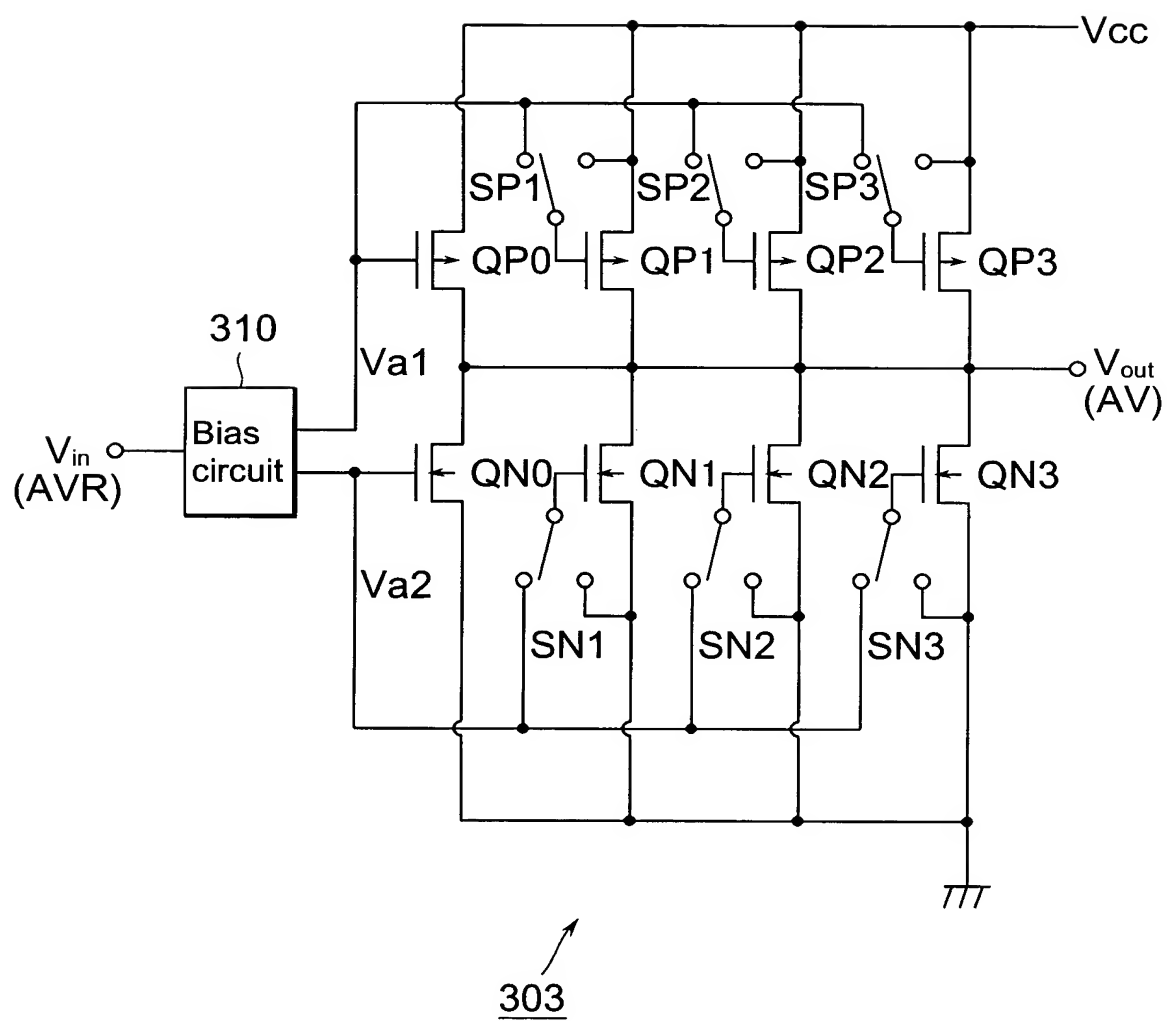 Vcc
SP1 SP2 SP3
QP0 QP1 QP2 QP3
310
Va1
Vout
(AV)
Bias
circuit
Vin
(AVR)
QN0 QN1 QN2 QN3
Va2
SN1 SN2 SN3
303